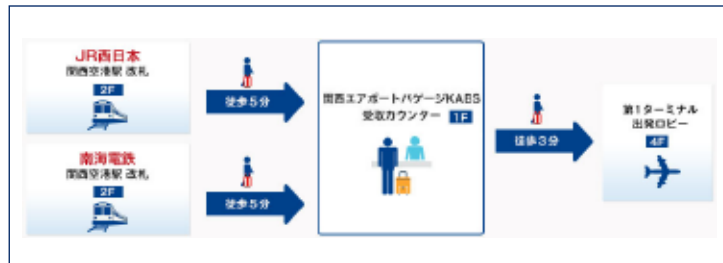 JR西日本
関西空港駅 改札
2F
徒歩5分
南海電鉄
関西空港駅 改札
2F
徒歩5分
関西エアポートバゲージKABS
受取カウンター 1F
徒歩3分
第1ターミナル
出発ロビー
4F